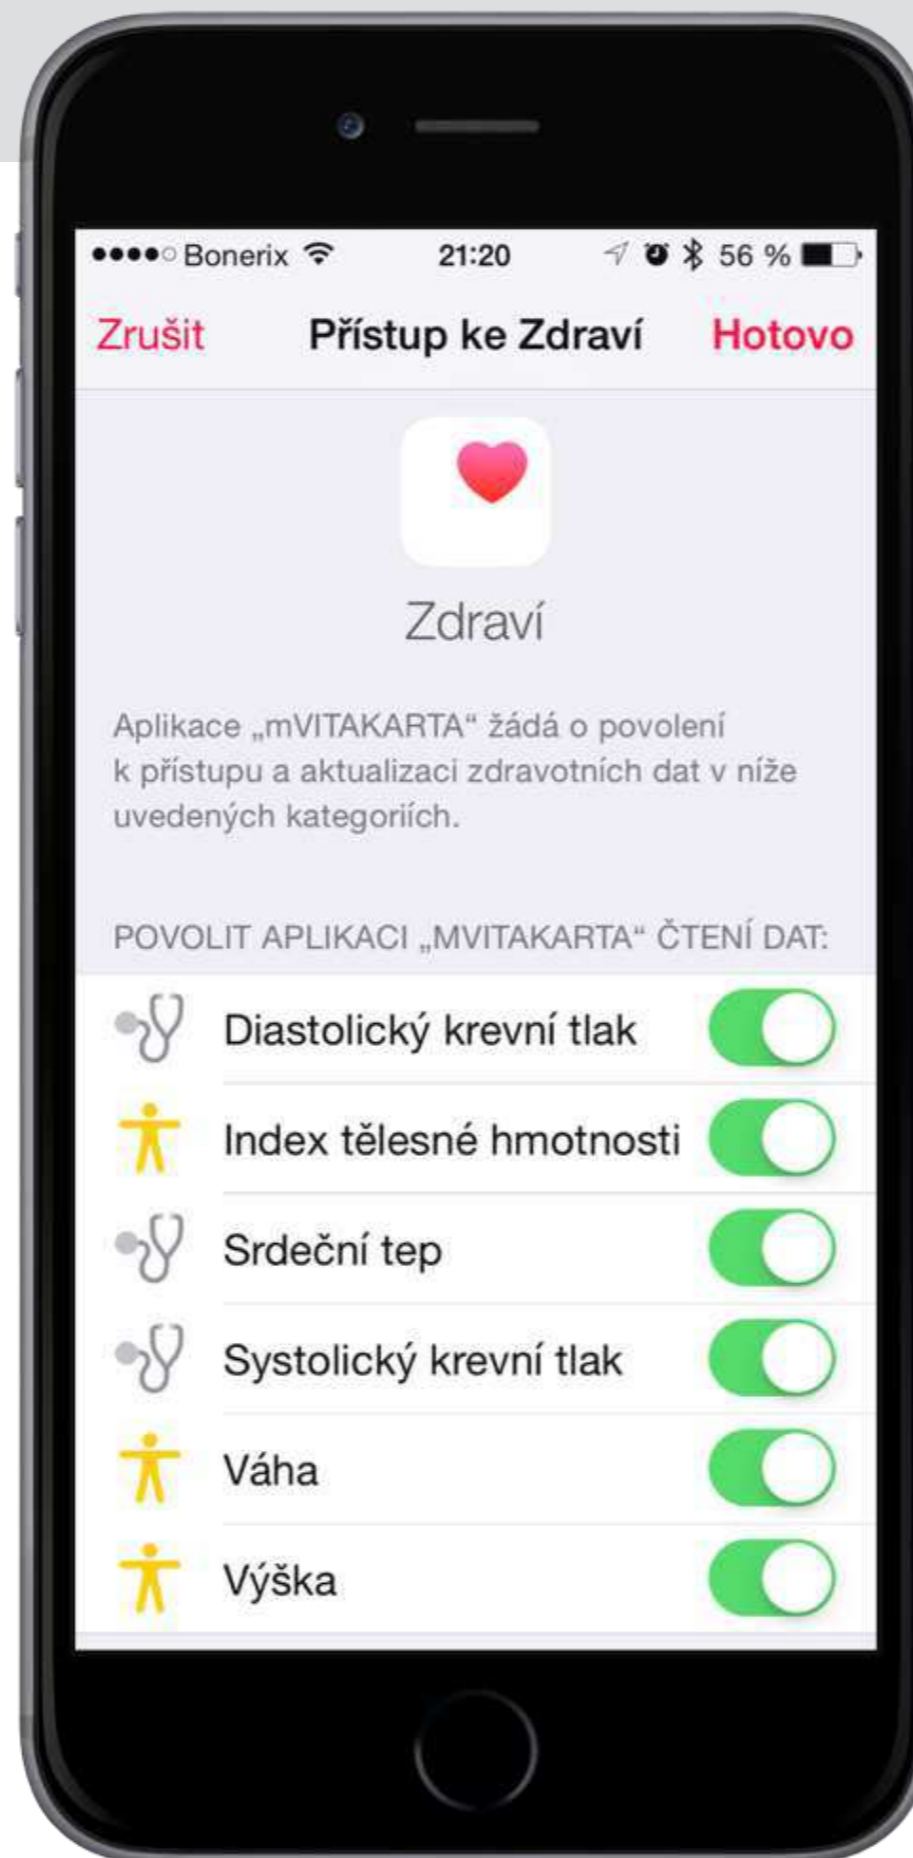 Bonerix 21:20 56 %
Zrušit Přístup ke Zdraví Hotovo
Zdraví
Aplikace „mVITAKARTA“ žádá o povolení
k přístupu a aktualizaci zdravotních dat v níže
uvedených kategoriích.
POVOLIT APLIKACI „MVITAKARTA“ ČTENÍ DAT:
Diastolický krevní tlak
Index tělesné hmotnosti
Srdeční tep
Systolický krevní tlak
Váha
Výška